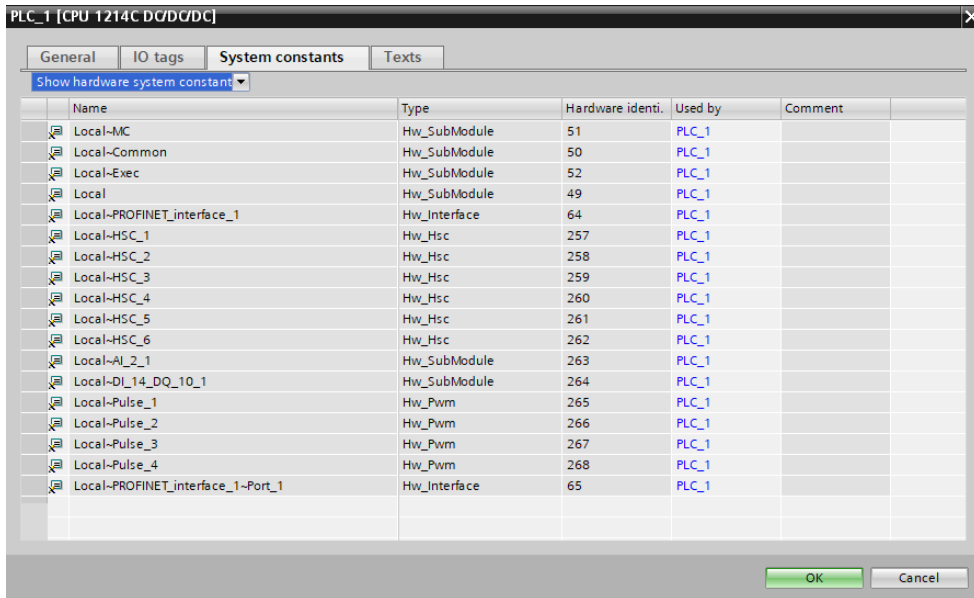 PLC_1 [CPU 1214C DC/DC/DC]
General IO tags System constants Texts
Show hardware system constant
Name Type Hardware identi. Used by Comment
Local~MC Hw_SubModule 51 PLC_1
Local~Common Hw_SubModule 50 PLC_1
Local~Exec Hw_SubModule 52 PLC_1
Local Hw_SubModule 49 PLC_1
Local~PROFINET_interface_1 Hw_Interface 64 PLC_1
Local~HSC_1 Hw_Hsc 257 PLC_1
Local~HSC_2 Hw_Hsc 258 PLC_1
Local~HSC_3 Hw_Hsc 259 PLC_1
Local~HSC_4 Hw_Hsc 260 PLC_1
Local~HSC_5 Hw_Hsc 261 PLC_1
Local~HSC_6 Hw_Hsc 262 PLC_1
Local~AI_2_1 Hw_SubModule 263 PLC_1
Local~DI_14_DQ_10_1 Hw_SubModule 264 PLC_1
Local~Pulse_1 Hw_Pwm 265 PLC_1
Local~Pulse_2 Hw_Pwm 266 PLC_1
Local~Pulse_3 Hw_Pwm 267 PLC_1
Local~Pulse_4 Hw_Pwm 268 PLC_1
Local~PROFINET_interface_1~Port_1 Hw_Interface 65 PLC_1
OK Cancel